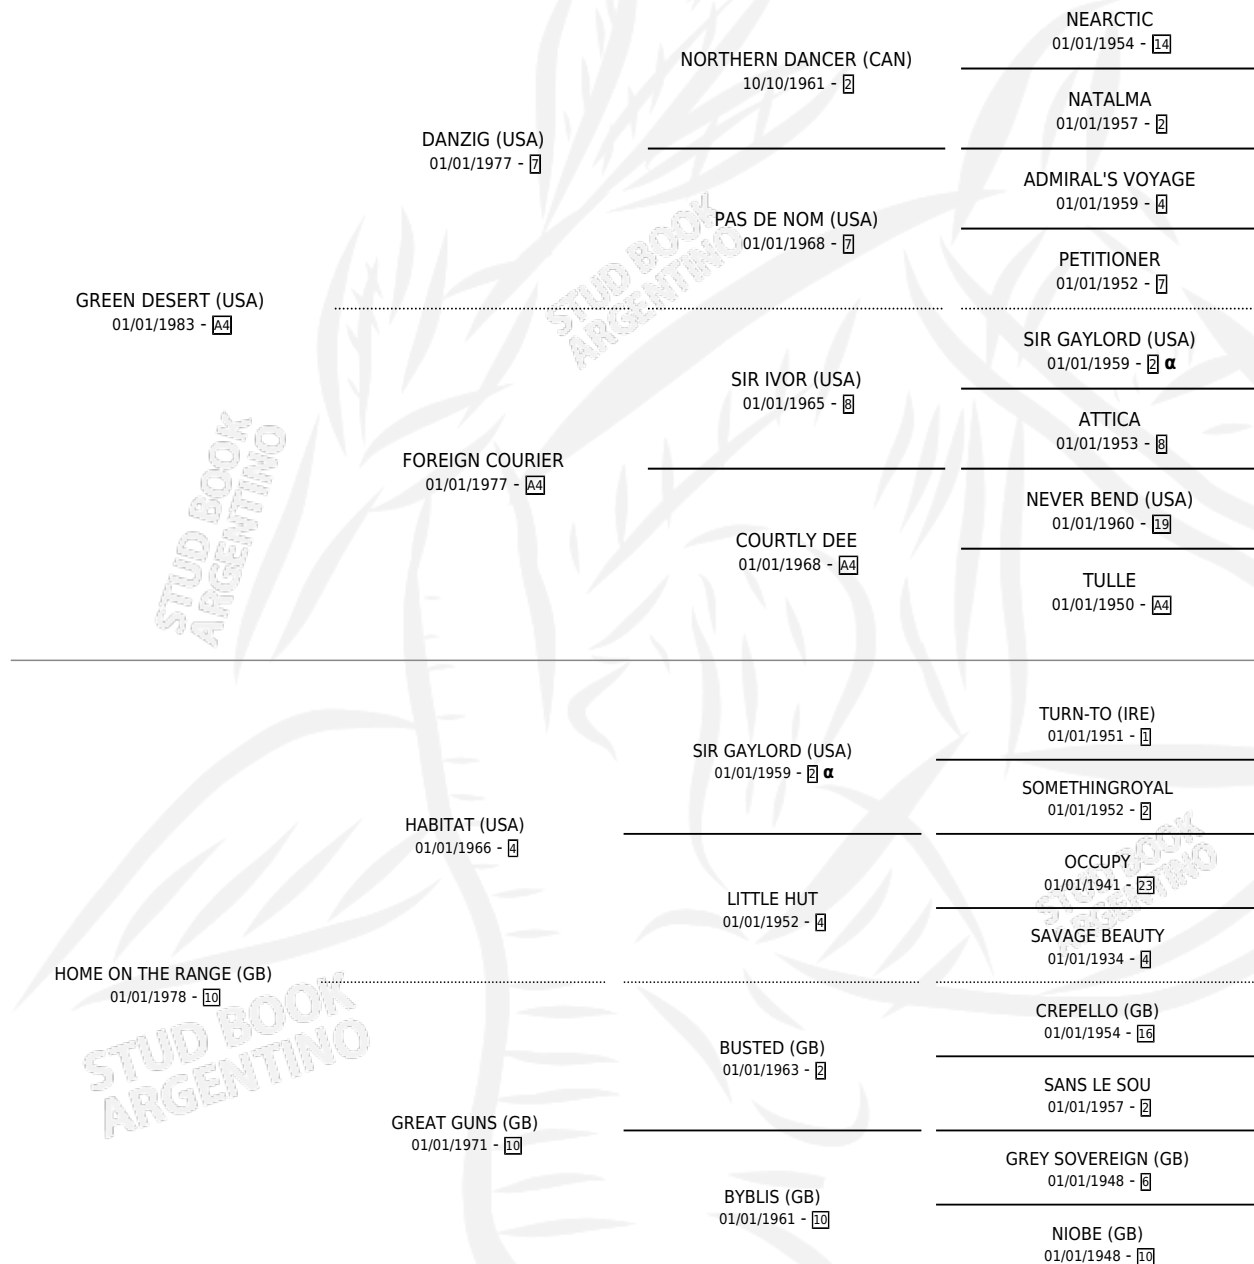 NEARCTIC
01/01/1954 - 14
NORTHERN DANCER (CAN)
10/10/1961 - 2
NATALMA
01/01/1957 - 2
DANZIG (USA)
01/01/1977 - 7
ADMIRAL'S VOYAGE
01/01/1959 - 4
PAS DE NOM (USA)
01/01/1968 - 7
PETITIONER
01/01/1952 - 7
STUD BOOK
ARGENTINO
GREEN DESERT (USA)
01/01/1983 - A4
SIR GAYLORD (USA)
01/01/1959 - 2 α
SIR IVOR (USA)
01/01/1965 - 8
ATTICA
01/01/1953 - 8
FOREIGN COURIER
01/01/1977 - A4
NEVER BEND (USA)
01/01/1960 - 19
COURTLY DEE
01/01/1968 - A4
TULLE
01/01/1950 - A4
STUD BOOK
ARGENTINO
TURN-TO (IRE)
01/01/1951 - 1
SIR GAYLORD (USA)
01/01/1959 - 2 α
SOMETHINGROYAL
01/01/1952 - 2
HABITAT (USA)
01/01/1966 - 4
OCCUPY
01/01/1941 - 23
LITTLE HUT
01/01/1952 - 4
SAVAGE BEAUTY
01/01/1934 - 4
STUD BOOK
ARGENTINO
HOME ON THE RANGE (GB)
01/01/1978 - 10
CREPELLO (GB)
01/01/1954 - 16
BUSTED (GB)
01/01/1963 - 2
SANS LE SOU
01/01/1957 - 2
STUD BOOK
ARGENTINO
GREAT GUNS (GB)
01/01/1971 - 10
GREY SOVEREIGN (GB)
01/01/1948 - 6
BYBLIS (GB)
01/01/1961 - 10
NIOBE (GB)
01/01/1948 - 10